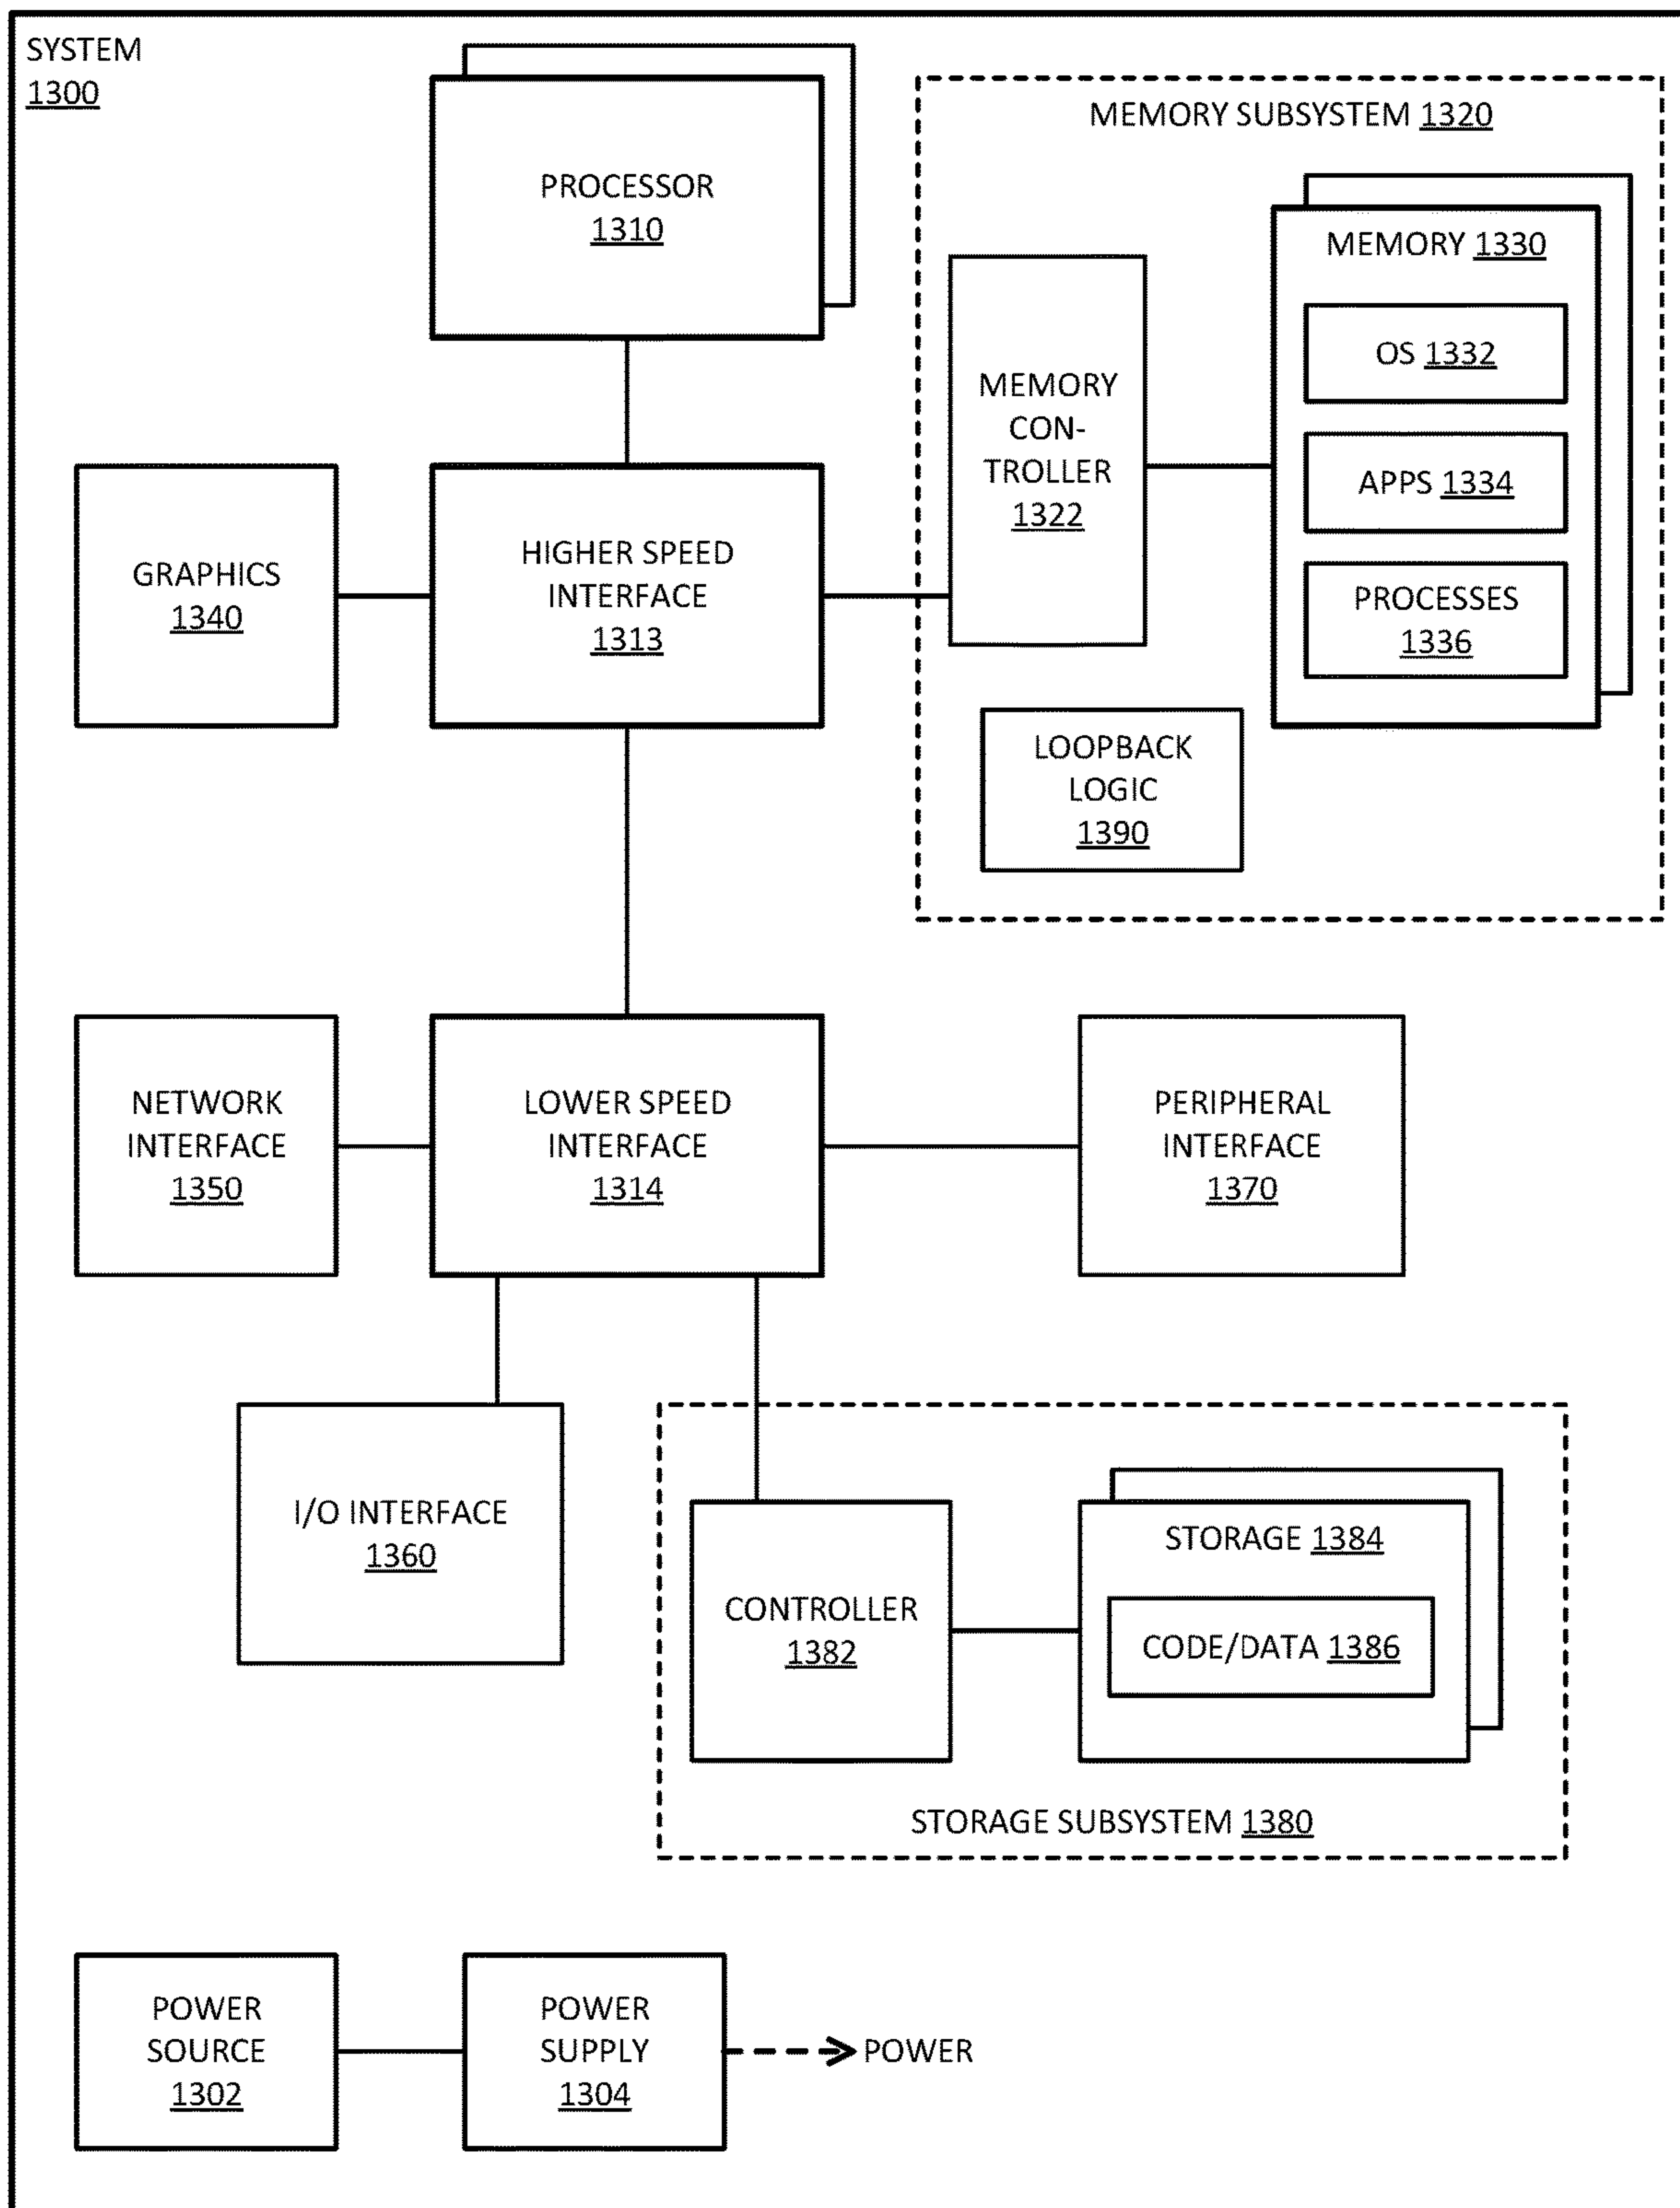 SYSTEM
1300
PROCESSOR
1310
MEMORY SUBSYSTEM 1320
MEMORY
CON-
TROLLER
1322
MEMORY 1330
OS 1332
APPS 1334
PROCESSES
1336
GRAPHICS
1340
HIGHER SPEED
INTERFACE
1313
LOOPBACK
LOGIC
1390
NETWORK
INTERFACE
1350
LOWER SPEED
INTERFACE
1314
PERIPHERAL
INTERFACE
1370
I/O INTERFACE
1360
CONTROLLER
1382
STORAGE 1384
CODE/DATA 1386
STORAGE SUBSYSTEM 1380
POWER
SOURCE
1302
POWER
SUPPLY
1304
POWER